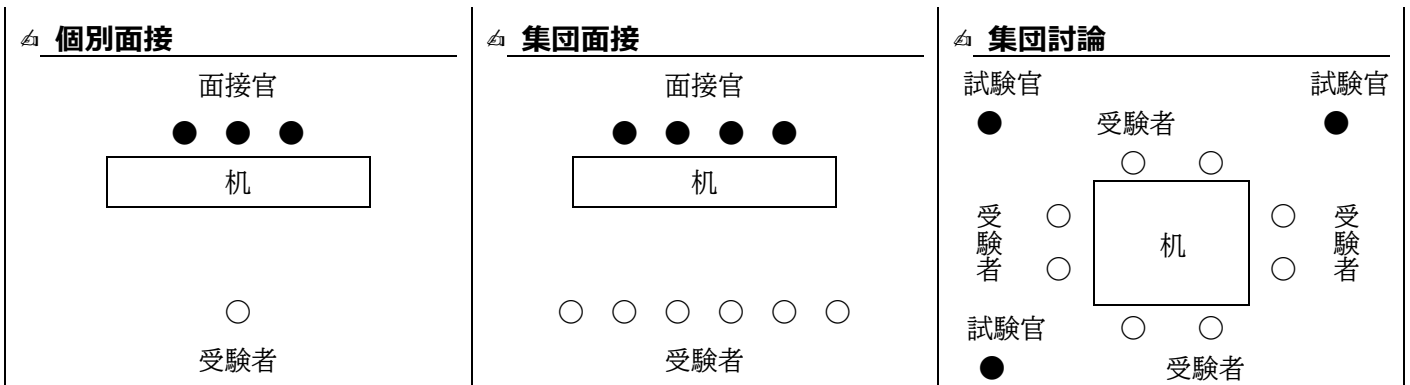 ✍ 個別面接
面接官
● ● ●
机
○
受験者
✍ 集団面接
面接官
● ● ● ●
机
○ ○ ○ ○ ○ ○
受験者
✍ 集団討論
試験官 試験官
● 受験者 ●
○ ○
受験者 ○ 机 ○ 受験者
○ ○
試験官 ○ ○
● 受験者